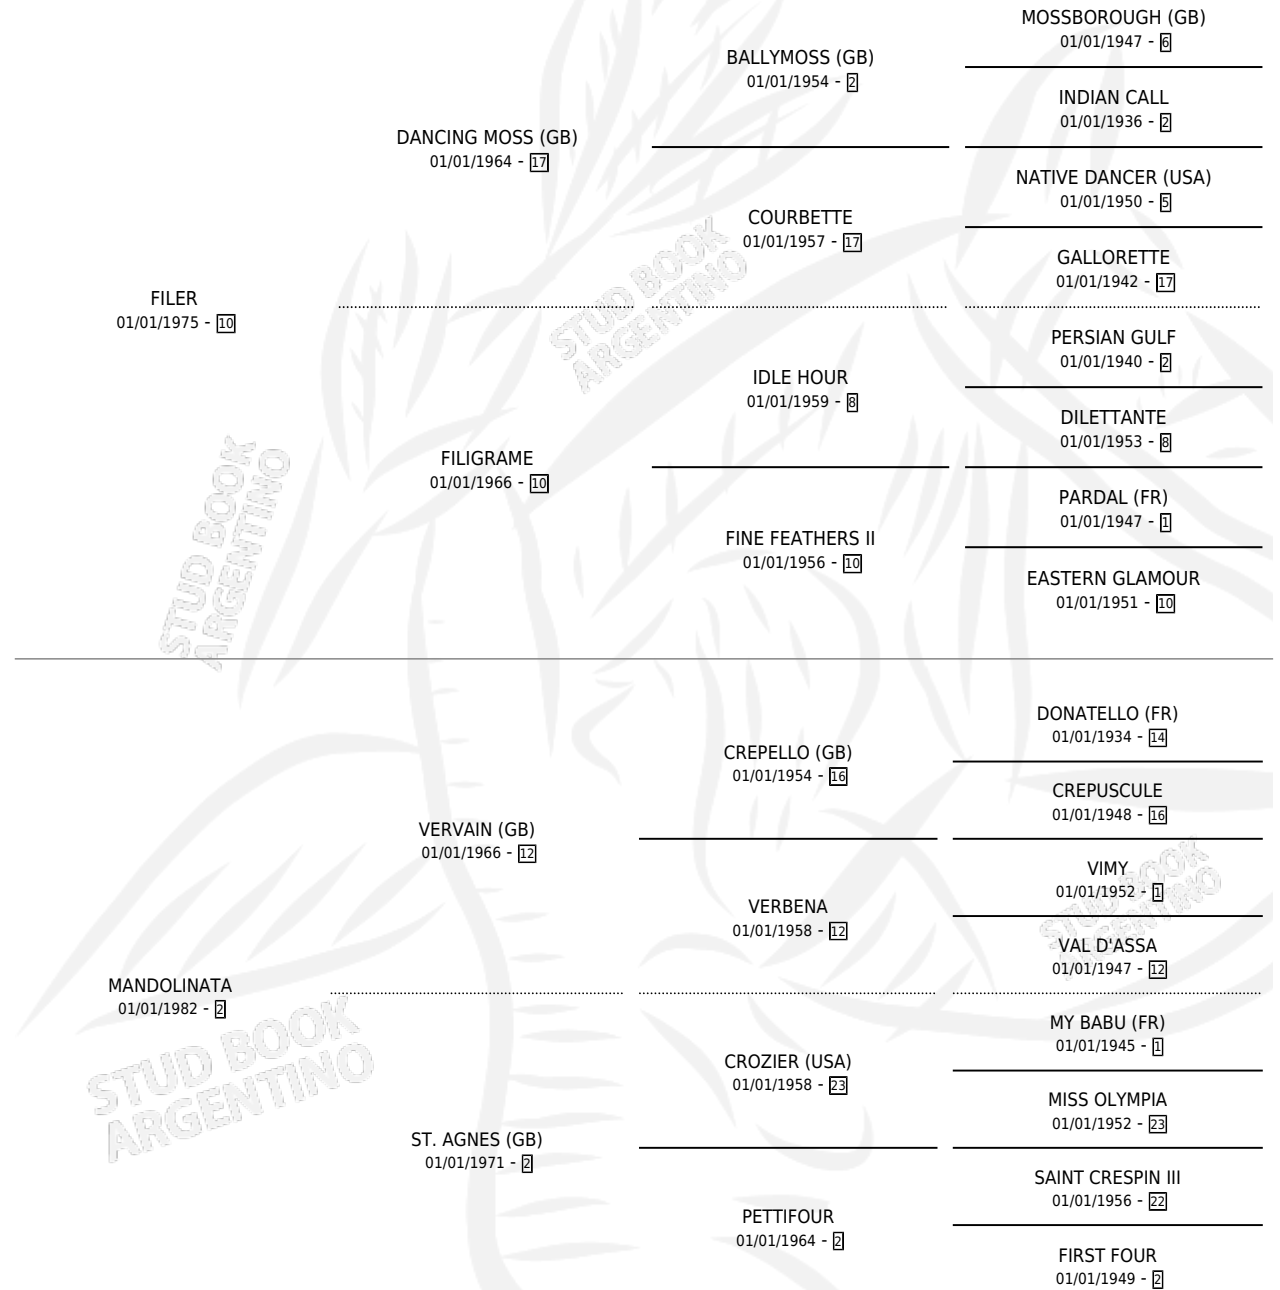 MOSSBOROUGH (GB)
01/01/1947 - 6
BALLYMOSS (GB)
01/01/1954 - 2
INDIAN CALL
01/01/1936 - 2
DANCING MOSS (GB)
01/01/1964 - 17
NATIVE DANCER (USA)
01/01/1950 - 5
COURBETTE
01/01/1957 - 17
GALLORETTE
01/01/1942 - 17
FILER
01/01/1975 - 10
PERSIAN GULF
01/01/1940 - 2
IDLE HOUR
01/01/1959 - 8
DILETTANTE
01/01/1953 - 8
FILIGRAME
01/01/1966 - 10
PARDAL (FR)
01/01/1947 - 1
FINE FEATHERS II
01/01/1956 - 10
EASTERN GLAMOUR
01/01/1951 - 10
STUD BOOK
ARGENTINO
STUD BOOK
ARGENTINO
DONATELLO (FR)
01/01/1934 - 14
CREPELLO (GB)
01/01/1954 - 16
CREPUSCULE
01/01/1948 - 16
VERVAIN (GB)
01/01/1966 - 12
VIMY
01/01/1952 - 1
VERBENA
01/01/1958 - 12
VAL D'ASSA
01/01/1947 - 12
STUD BOOK
ARGENTINO
MANDOLINATA
01/01/1982 - 2
MY BABU (FR)
01/01/1945 - 1
CROZIER (USA)
01/01/1958 - 23
MISS OLYMPIA
01/01/1952 - 23
STUD BOOK
ARGENTINO
ST. AGNES (GB)
01/01/1971 - 2
SAINT CRESPIN III
01/01/1956 - 22
PETTIFOUR
01/01/1964 - 2
FIRST FOUR
01/01/1949 - 2